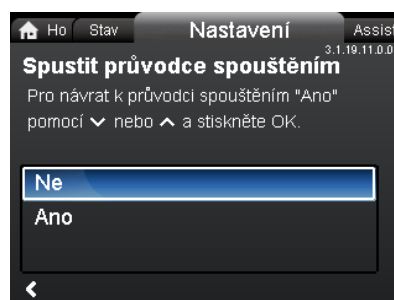 Ho Stav Nastavení Assist
3.1.19.11.0.0
Spustit průvodce spouštěním
Pro návrat k průvodci spouštěním "Ano"
pomocí ⌄ nebo ⌃ a stiskněte OK.
Ne
Ano